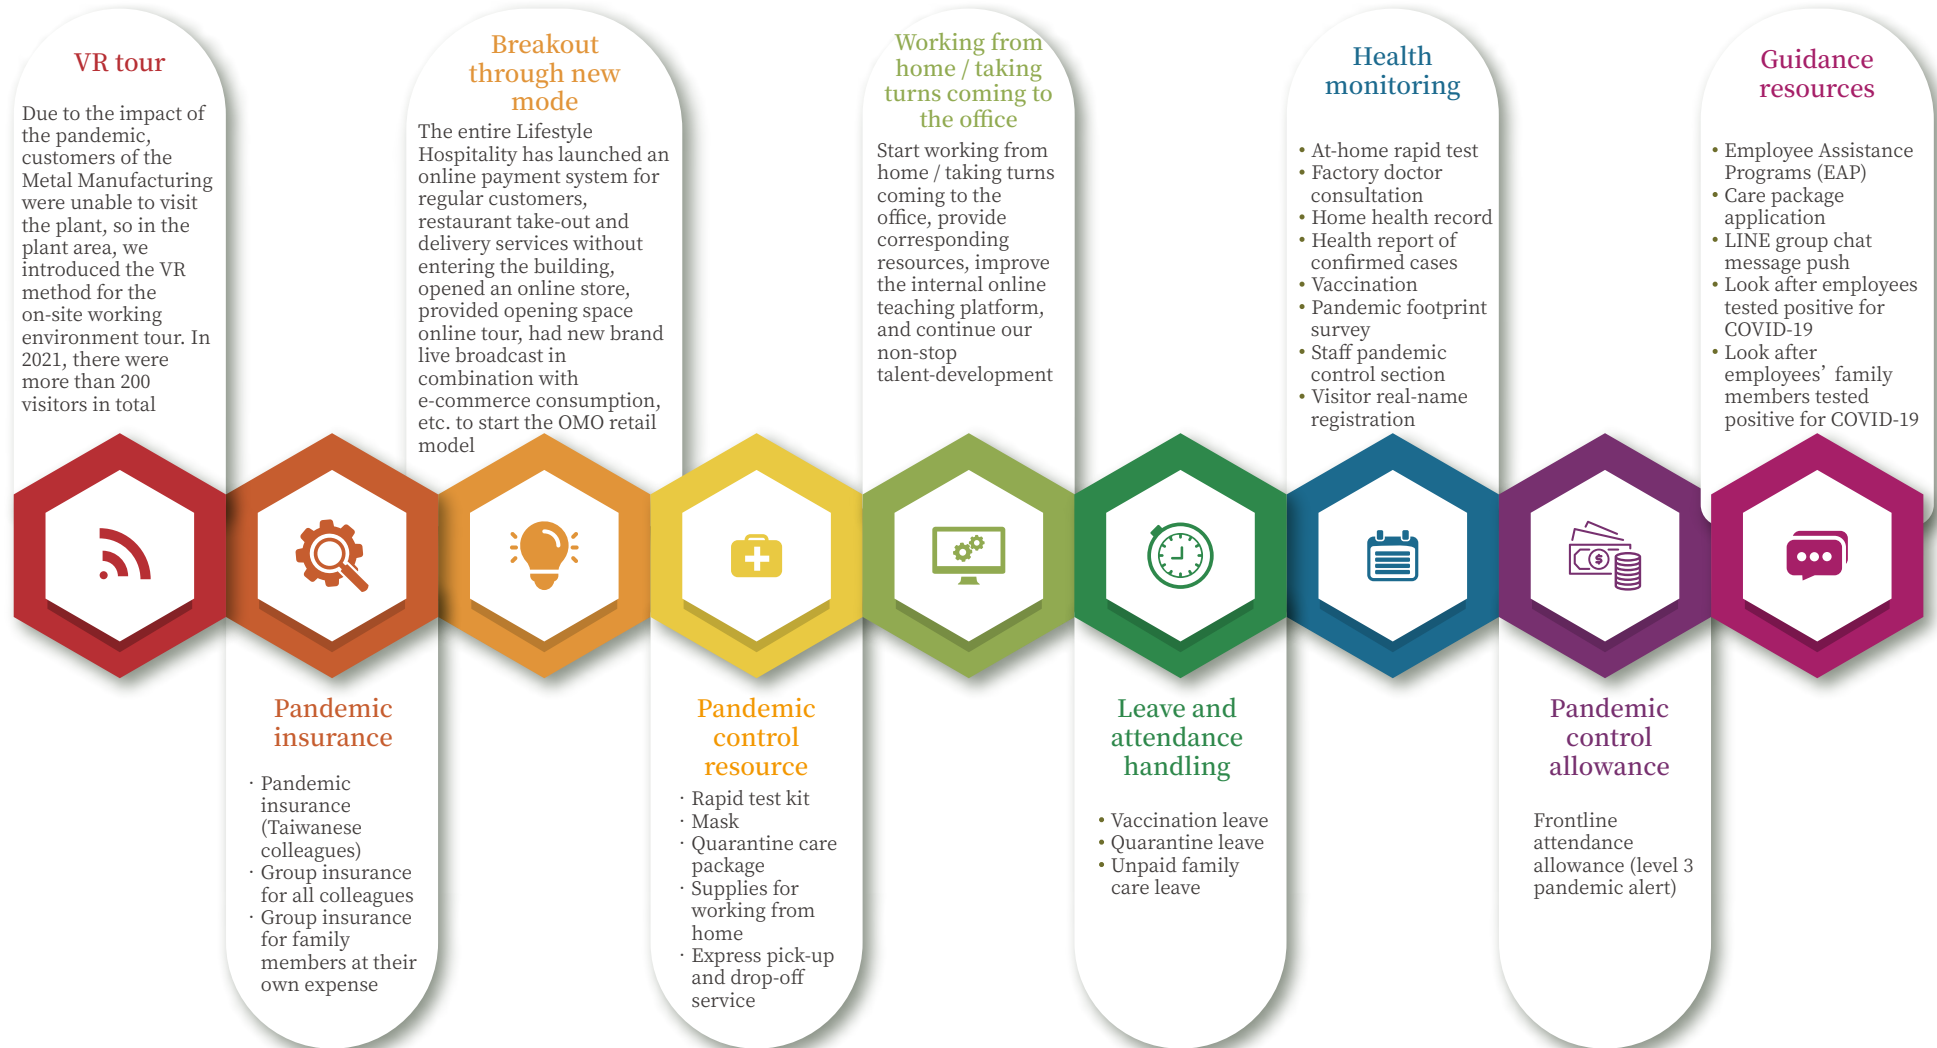 VR tour
Due to the impact of
the pandemic,
customers of the
Metal Manufacturing
were unable to visit
the plant, so in the
plant area, we
introduced the VR
method for the
on-site working
environment tour. In
2021, there were
more than 200
visitors in total
Pandemic
insurance
· Pandemic
insurance
(Taiwanese
colleagues)
· Group insurance
for all colleagues
· Group insurance
for family
members at their
own expense
Breakout
through new
mode
The entire Lifestyle
Hospitality has launched an
online payment system for
regular customers,
restaurant take-out and
delivery services without
entering the building,
opened an online store,
provided opening space
online tour, had new brand
live broadcast in
combination with
e-commerce consumption,
etc. to start the OMO retail
model
Pandemic
control
resource
· Rapid test kit
· Mask
· Quarantine care
package
· Supplies for
working from
home
· Express pick-up
and drop-off
service
Working from
home / taking
turns coming to
the office
Start working from
home / taking turns
coming to the
office, provide
corresponding
resources, improve
the internal online
teaching platform,
and continue our
non-stop
talent-development
Leave and
attendance
handling
• Vaccination leave
• Quarantine leave
• Unpaid family
care leave
Health
monitoring
• At-home rapid test
• Factory doctor
consultation
• Home health record
• Health report of
confirmed cases
• Vaccination
• Pandemic footprint
survey
• Staff pandemic
control section
• Visitor real-name
registration
Pandemic
control
allowance
Frontline
attendance
allowance (level 3
pandemic alert)
Guidance
resources
• Employee Assistance
Programs (EAP)
• Care package
application
• LINE group chat
message push
• Look after employees
tested positive for
COVID-19
• Look after
employees’ family
members tested
positive for COVID-19